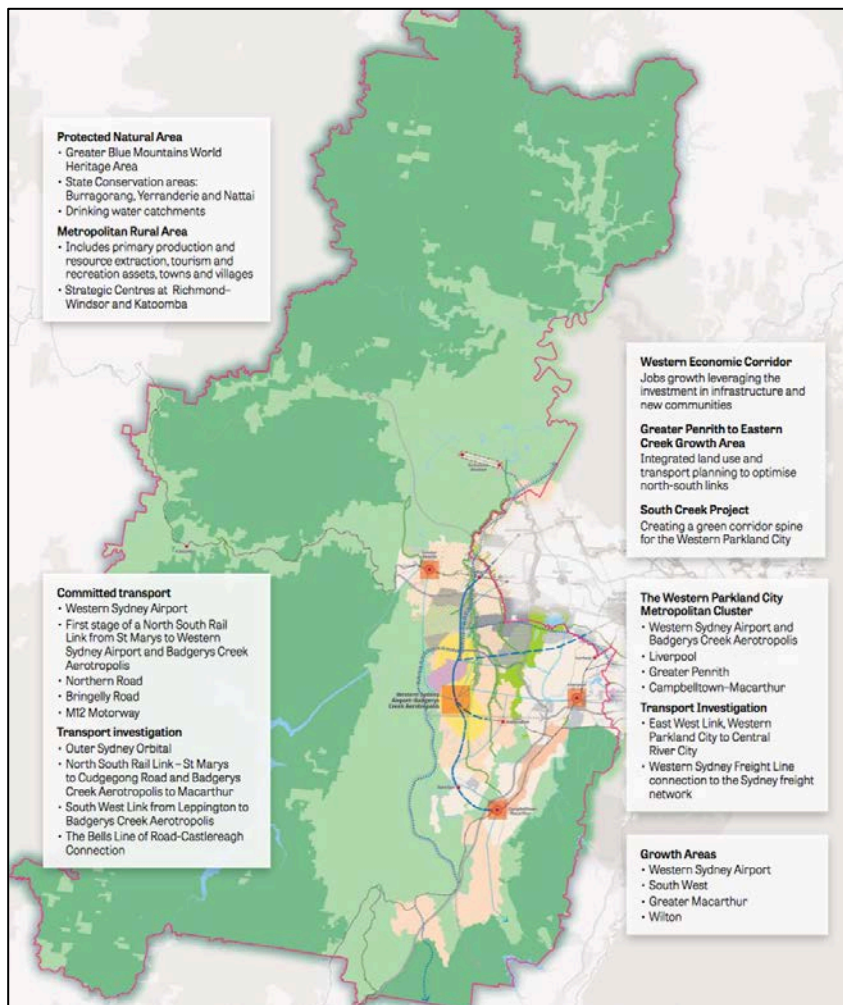 Protected Natural Area
• Greater Blue Mountains World
Heritage Area
• State Conservation areas:
Burragorang, Yerranderie and Nattai
• Drinking water catchments
Metropolitan Rural Area
• Includes primary production and
resource extraction, tourism and
recreation assets, towns and villages
• Strategic Centres at Richmond–
Windsor and Katoomba
Western Economic Corridor
Jobs growth leveraging the
investment in infrastructure and
new communities
Greater Penrith to Eastern
Creek Growth Area
Integrated land use and
transport planning to optimise
north-south links
South Creek Project
Creating a green corridor spine
for the Western Parkland City
Committed transport
• Western Sydney Airport
• First stage of a North South Rail
Link from St Marys to Western
Sydney Airport and Badgerys Creek
Aerotropolis
• Northern Road
• Bringelly Road
• M12 Motorway
Transport investigation
• Outer Sydney Orbital
• North South Rail Link – St Marys
to Cudgegong Road and Badgerys
Creek Aerotropolis to Macarthur
• South West Link from Leppington to
Badgerys Creek Aerotropolis
• The Bells Line of Road-Castlereagh
Connection
Western Sydney
Airport-Badgerys
Creek Aerotropolis
The Western Parkland City
Metropolitan Cluster
• Western Sydney Airport and
Badgerys Creek Aerotropolis
• Liverpool
• Greater Penrith
• Campbelltown–Macarthur
Transport Investigation
• East West Link, Western
Parkland City to Central
River City
• Western Sydney Freight Line
connection to the Sydney freight
network
Growth Areas
• Western Sydney Airport
• South West
• Greater Macarthur
• Wilton